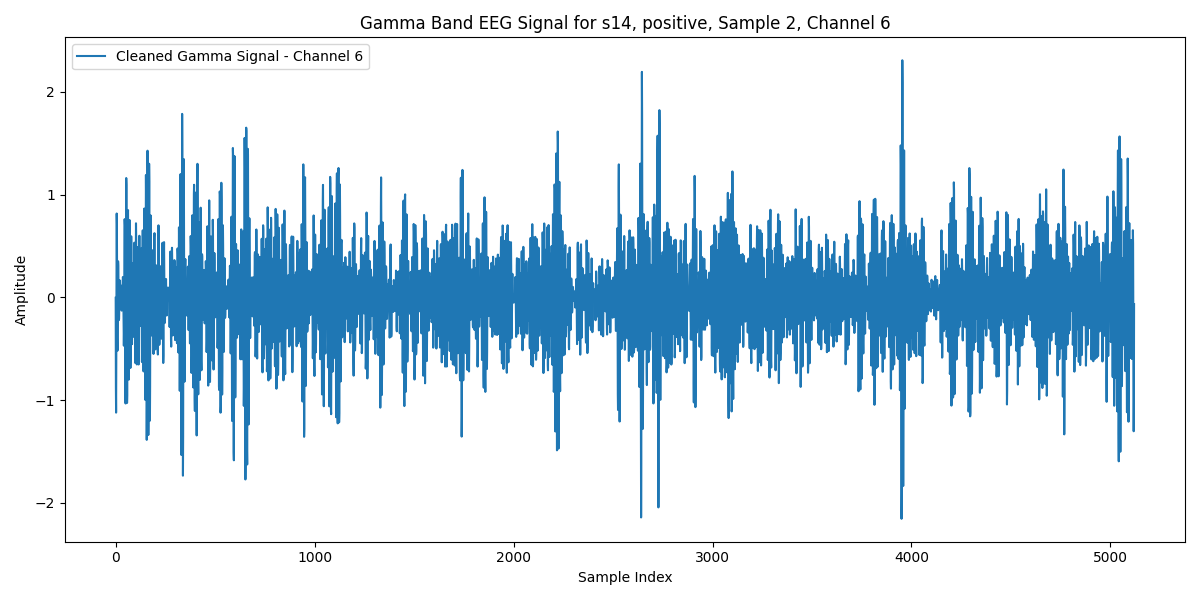 Gamma Band EEG Signal for s14, positive, Sample 2, Channel 6
Cleaned Gamma Signal - Channel 6
Amplitude
2
1
0
−1
−2
0 1000 2000 3000 4000 5000
Sample Index